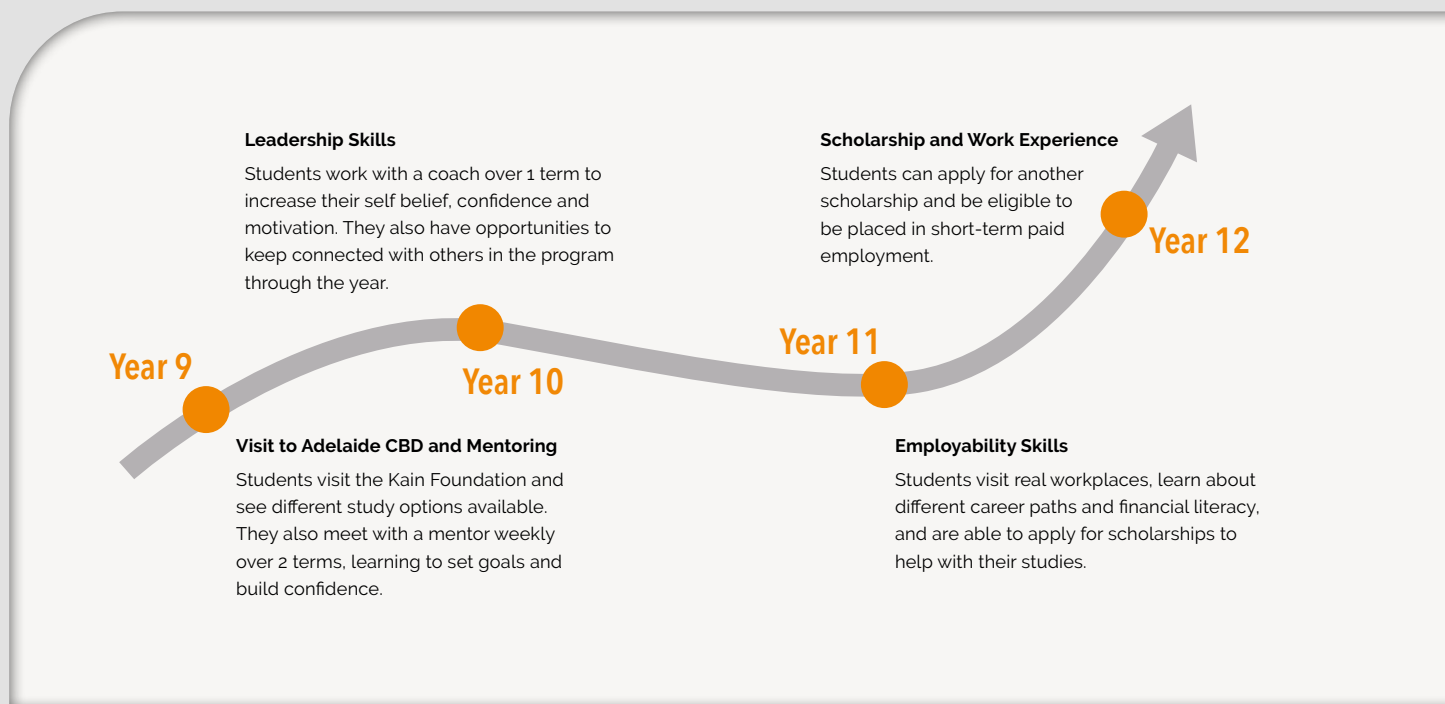 Year 9
Visit to Adelaide CBD and Mentoring
Students visit the Kain Foundation and
see different study options available.
They also meet with a mentor weekly
over 2 terms, learning to set goals and
build confidence.
Leadership Skills
Students work with a coach over 1 term to
increase their self belief, confidence and
motivation. They also have opportunities to
keep connected with others in the program
through the year.
Year 10
Year 11
Employability Skills
Students visit real workplaces, learn about
different career paths and financial literacy,
and are able to apply for scholarships to
help with their studies.
Scholarship and Work Experience
Students can apply for another
scholarship and be eligible to
be placed in short-term paid
employment.
Year 12